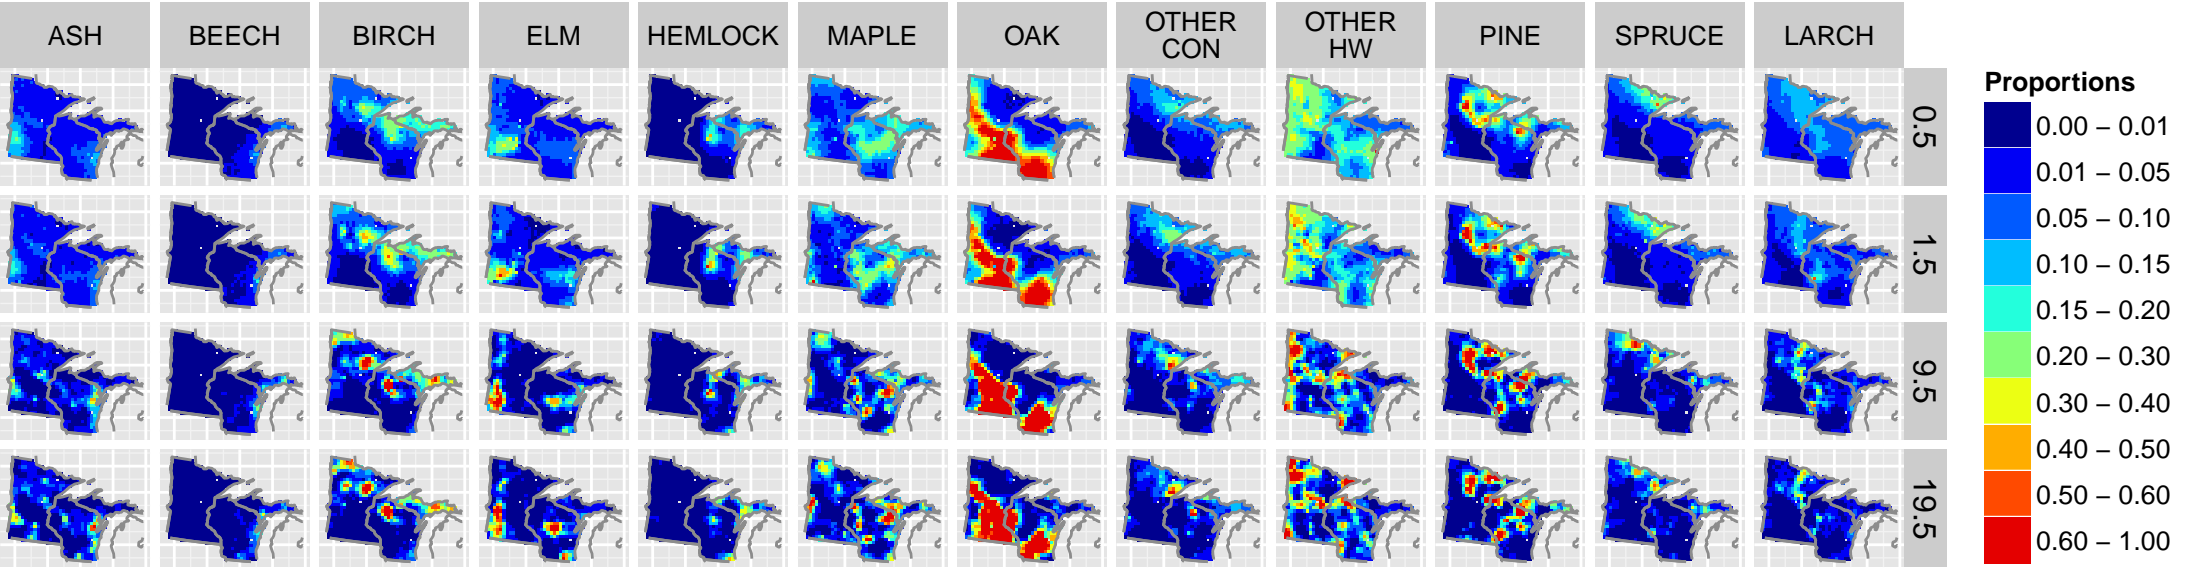 ASH
BEECH
BIRCH
ELM
HEMLOCK
MAPLE
OAK
OTHER
CON
OTHER
HW
PINE
SPRUCE
LARCH
0.5
1.5
9.5
19.5
Proportions
0.00 – 0.01
0.01 – 0.05
0.05 – 0.10
0.10 – 0.15
0.15 – 0.20
0.20 – 0.30
0.30 – 0.40
0.40 – 0.50
0.50 – 0.60
0.60 – 1.00